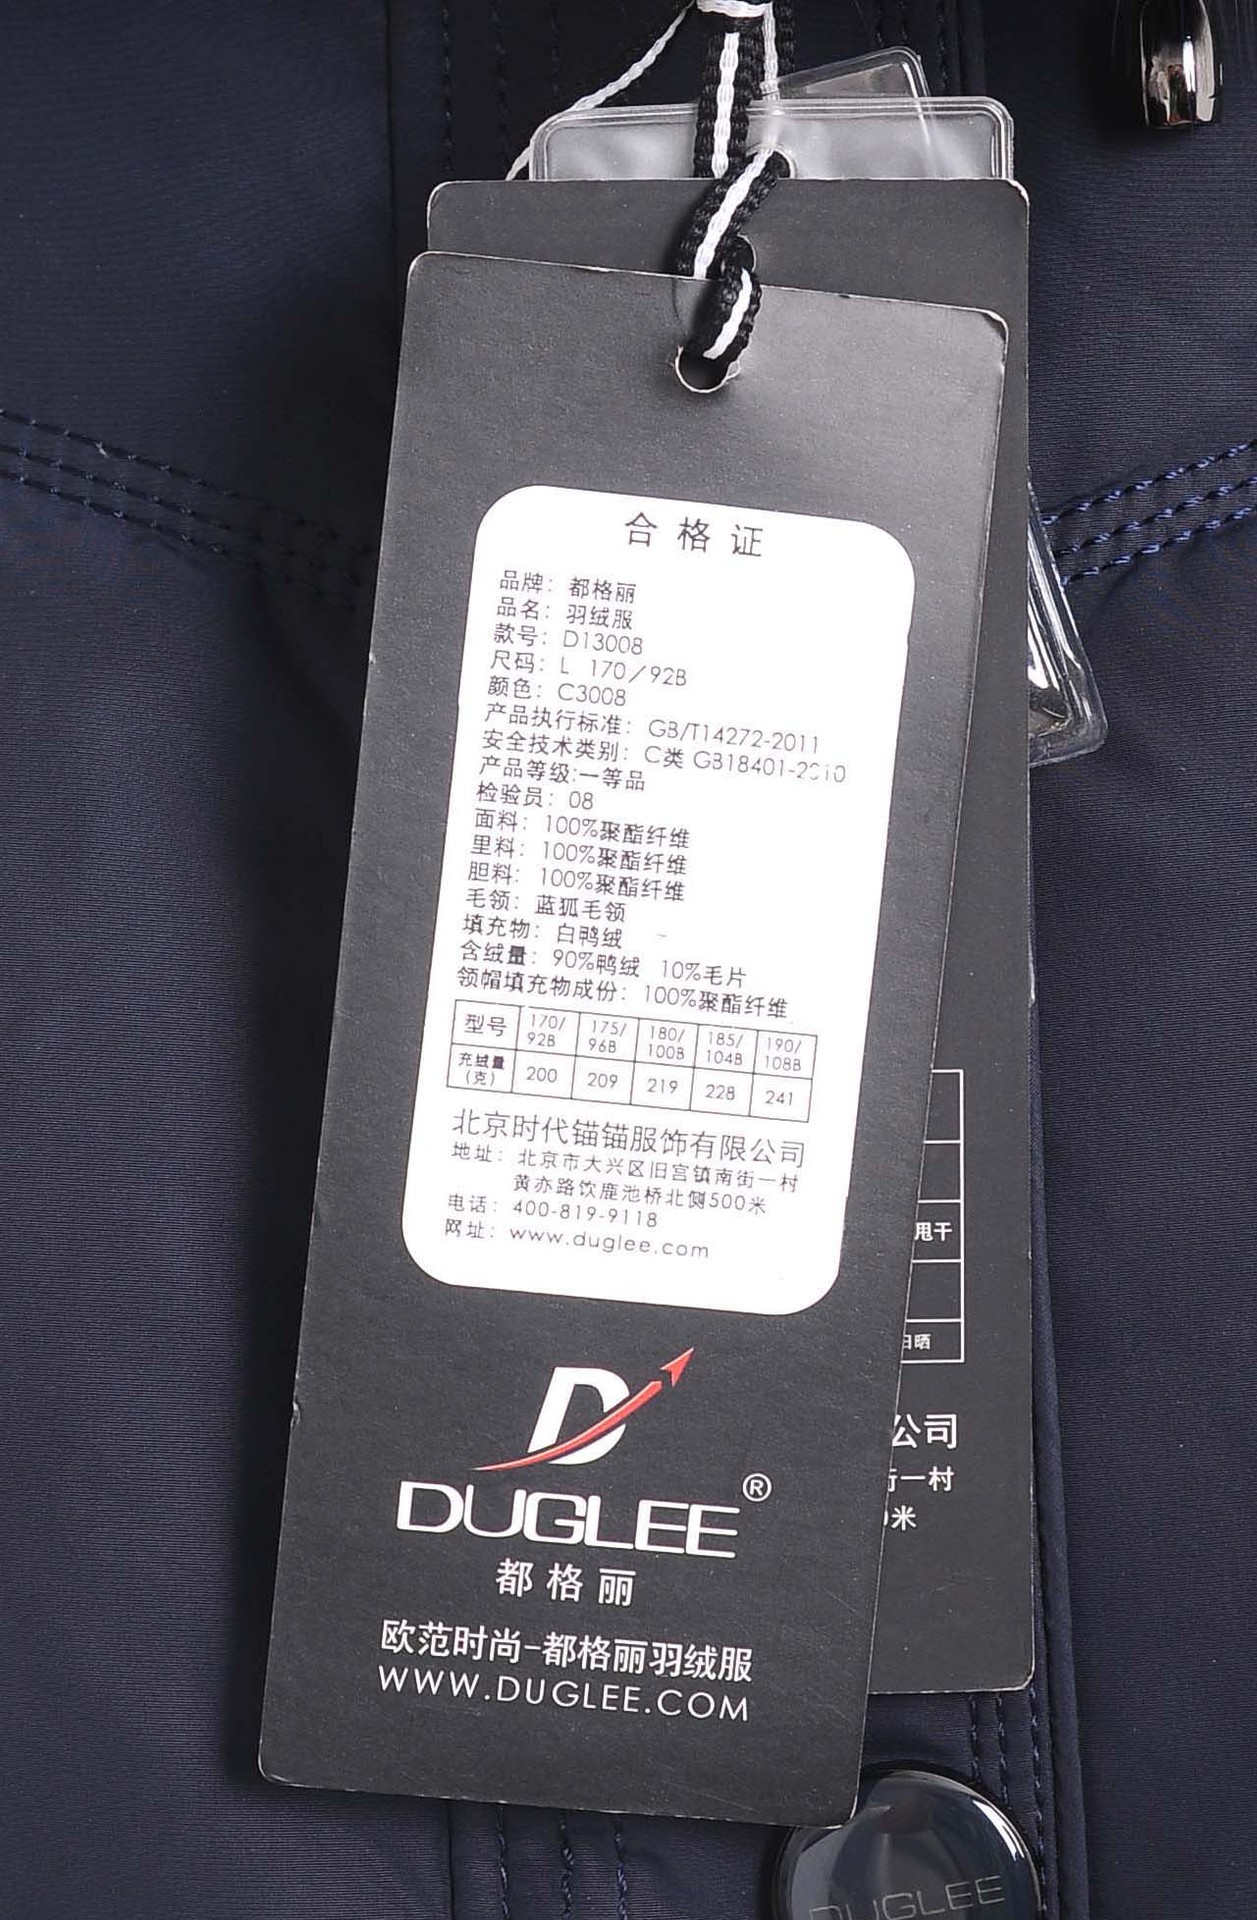 合格证
品牌：都格丽
品名：羽绒服
款号：D13008
尺码：L 170／92B
颜色：C3008
产品执行标准：GB/T14272-2011
安全技术类别：C类 GB18401-2010
产品等级:一等品
检验员：08
面料：100%聚酯纤维
里料：100%聚酯纤维
胆料：100%聚酯纤维
毛领：蓝狐毛领
填充物：白鸭绒
含绒量：90%鸭绒 10%毛片
领帽填充物成份：100%聚酯纤维
型号 170/92B 175/96B 180/100B 185/104B 190/108B
充绒量(克) 200 209 219 228 241
北京时代锚锚服饰有限公司
地址：北京市大兴区旧宫镇南街一村
黄亦路饮鹿池桥北侧500米
电话：400-819-9118
网址：www.duglee.com
DUGLEE®
都格丽
欧范时尚-都格丽羽绒服
WWW.DUGLEE.COM
甩干
日晒
公司
街一村
米
DUGLEE